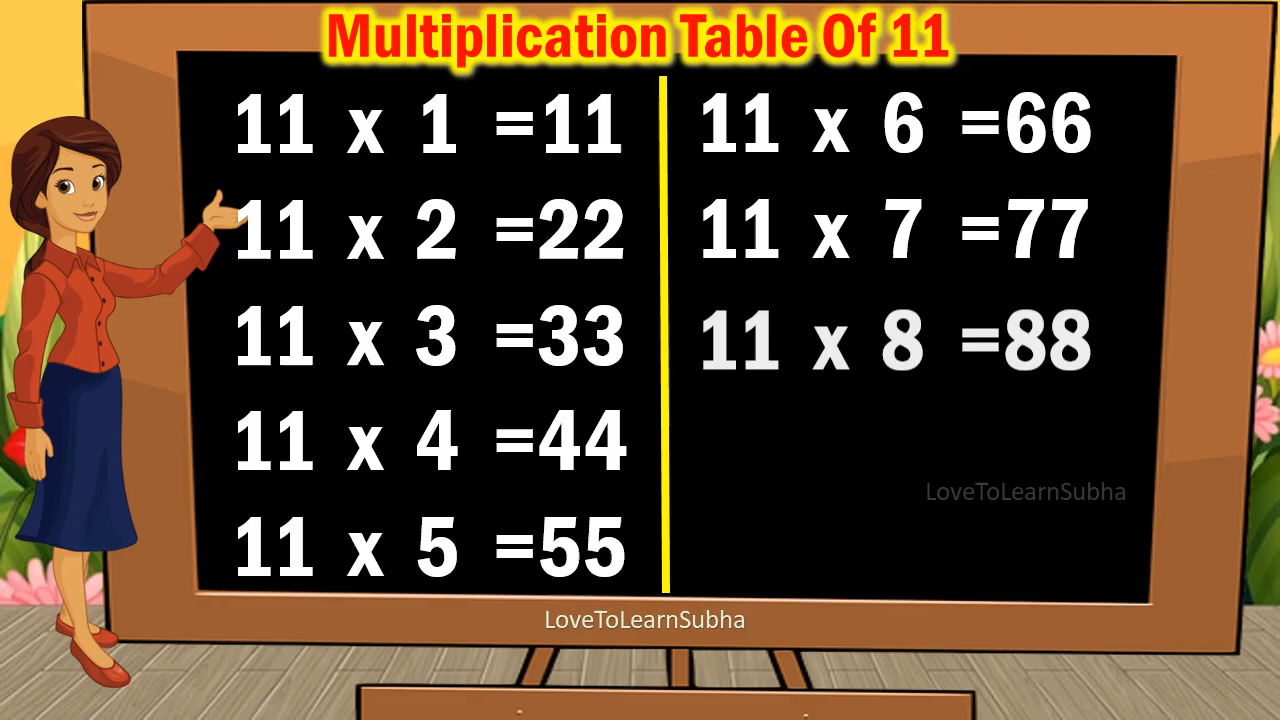 Multiplication Table Of 11
11 x 1 =11
11 x 2 =22
11 x 3 =33
11 x 4 =44
11 x 5 =55
11 x 6 =66
11 x 7 =77
11 x 8 =88
LoveToLearnSubha
LoveToLearnSubha